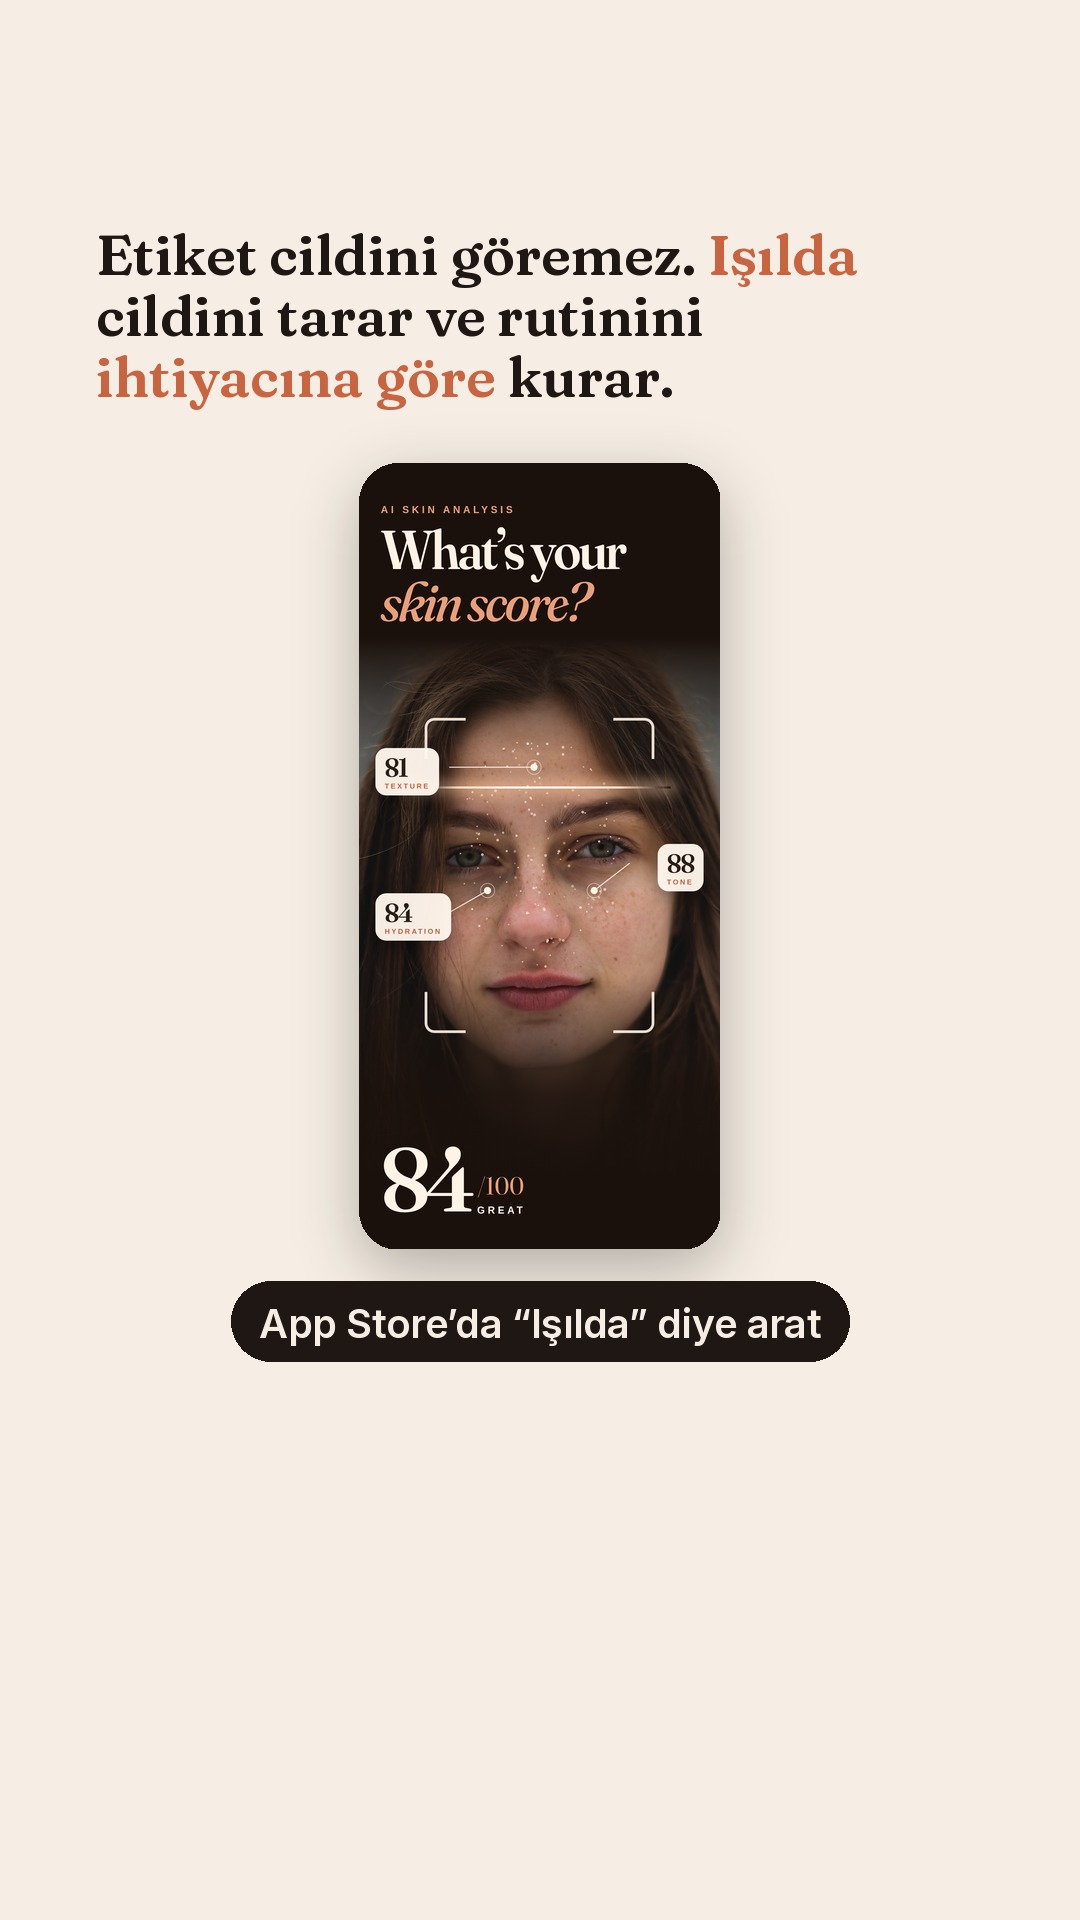 Etiket cildini göremez. Işılda
cildini tarar ve rutinini
ihtiyacına göre kurar.
AI SKIN ANALYSIS
What’s your
skin score?
81
TEXTURE
88
TONE
84
HYDRATION
84 /100
GREAT
App Store’da “Işılda” diye arat